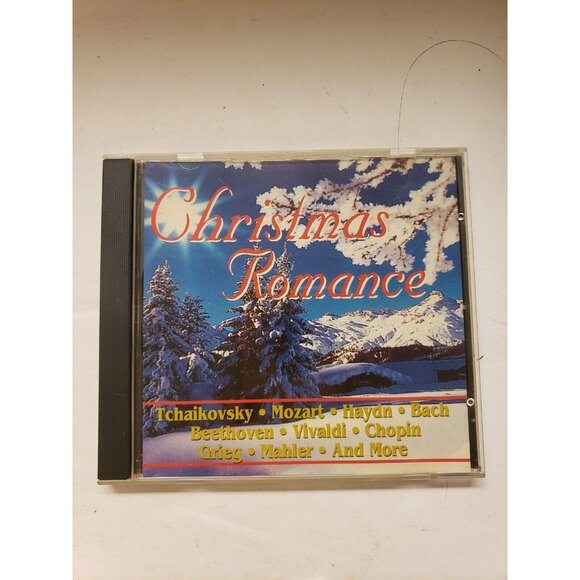 Christmas
Romance
Tchaikovsky • Mozart • Haydn • Bach
Beethoven • Vivaldi • Chopin
Grieg • Mahler • And More